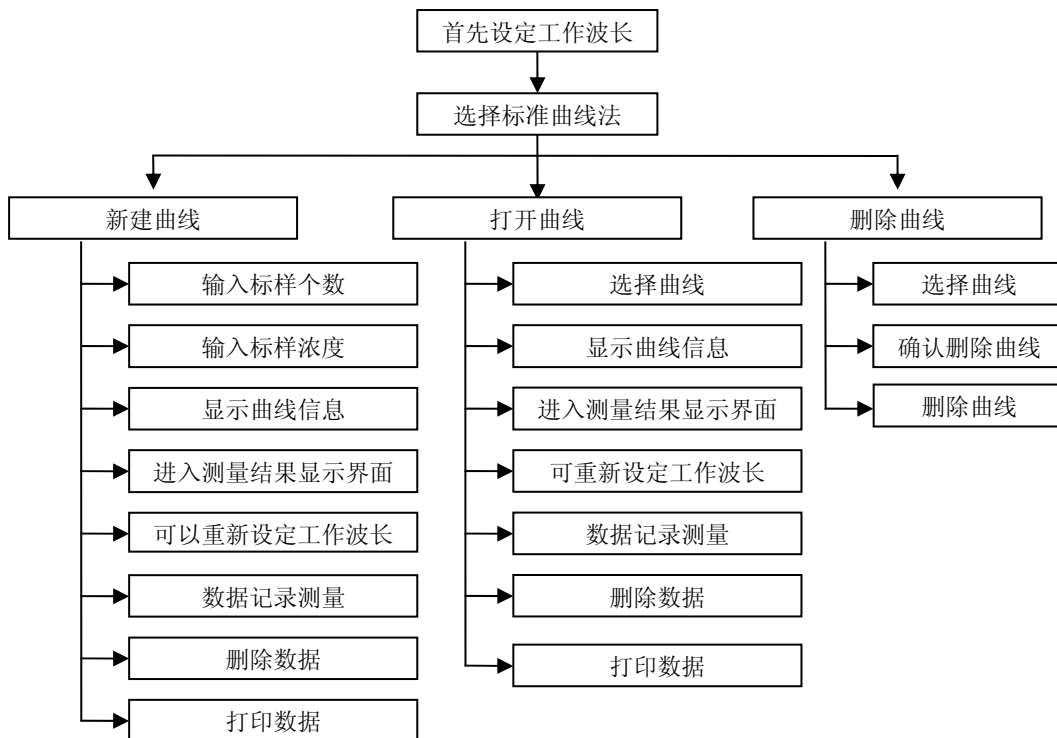 首先设定工作波长
选择标准曲线法
新建曲线
打开曲线
删除曲线
输入标样个数
输入标样浓度
显示曲线信息
进入测量结果显示界面
可以重新设定工作波长
数据记录测量
删除数据
打印数据
选择曲线
显示曲线信息
进入测量结果显示界面
可重新设定工作波长
数据记录测量
删除数据
打印数据
选择曲线
确认删除曲线
删除曲线